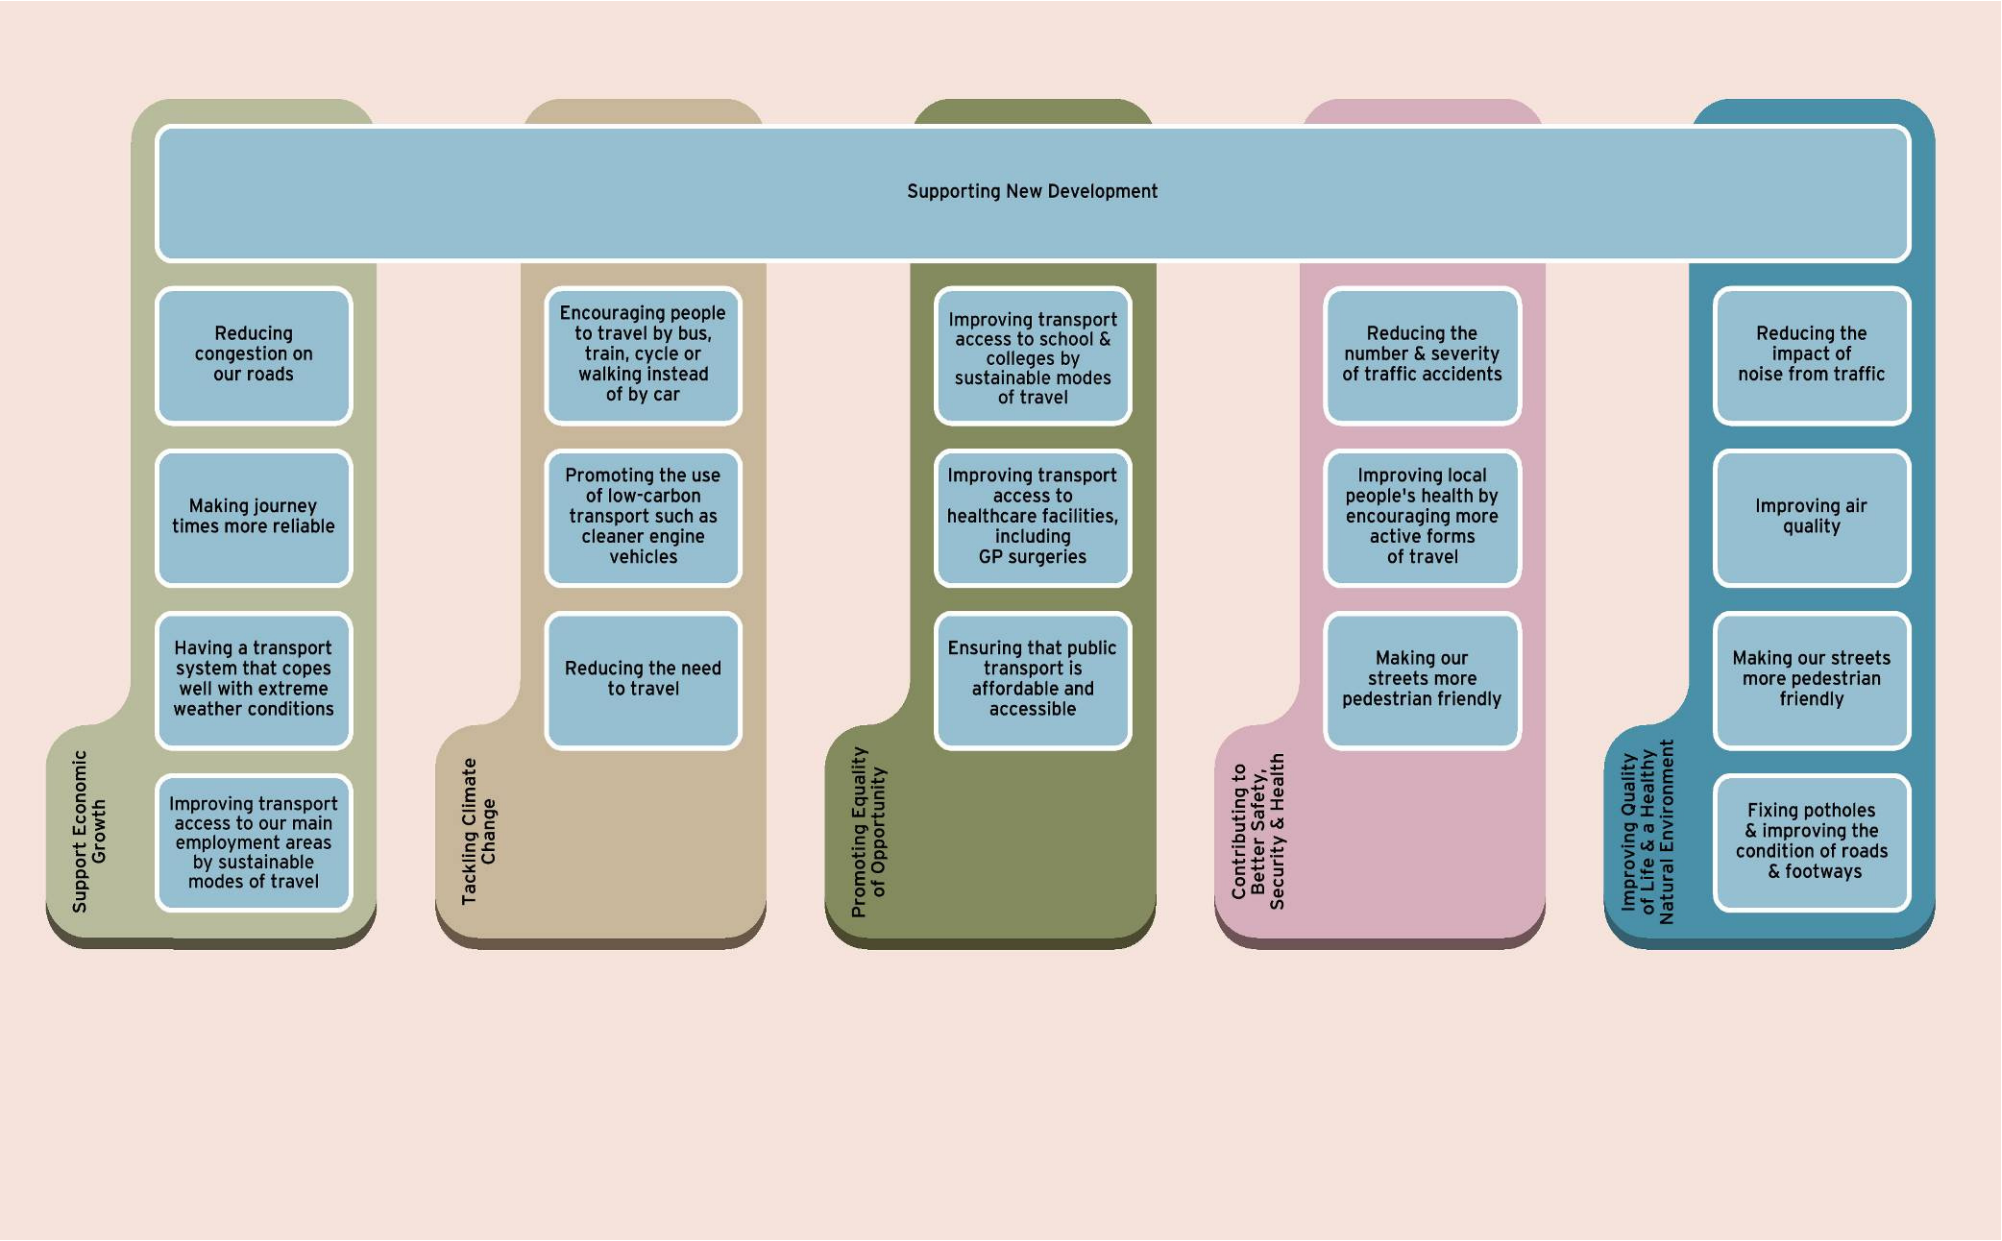 Supporting New Development
Reducing
congestion on
our roads
Making journey
times more reliable
Having a transport
system that copes
well with extreme
weather conditions
Improving transport
access to our main
employment areas
by sustainable
modes of travel
Support Economic
Growth
Encouraging people
to travel by bus,
train, cycle or
walking instead
of by car
Promoting the use
of low-carbon
transport such as
cleaner engine
vehicles
Reducing the need
to travel
Tackling Climate
Change
Improving transport
access to school &
colleges by
sustainable modes
of travel
Improving transport
access to
healthcare facilities,
including
GP surgeries
Ensuring that public
transport is
affordable and
accessible
Promoting Equality
of Opportunity
Reducing the
number & severity
of traffic accidents
Improving local
people's health by
encouraging more
active forms
of travel
Making our
streets more
pedestrian friendly
Contributing to
Better Safety,
Security & Health
Reducing the
impact of
noise from traffic
Improving air
quality
Making our streets
more pedestrian
friendly
Fixing potholes
& improving the
condition of roads
& footways
Improving Quality
of Life & a Healthy
Natural Environment